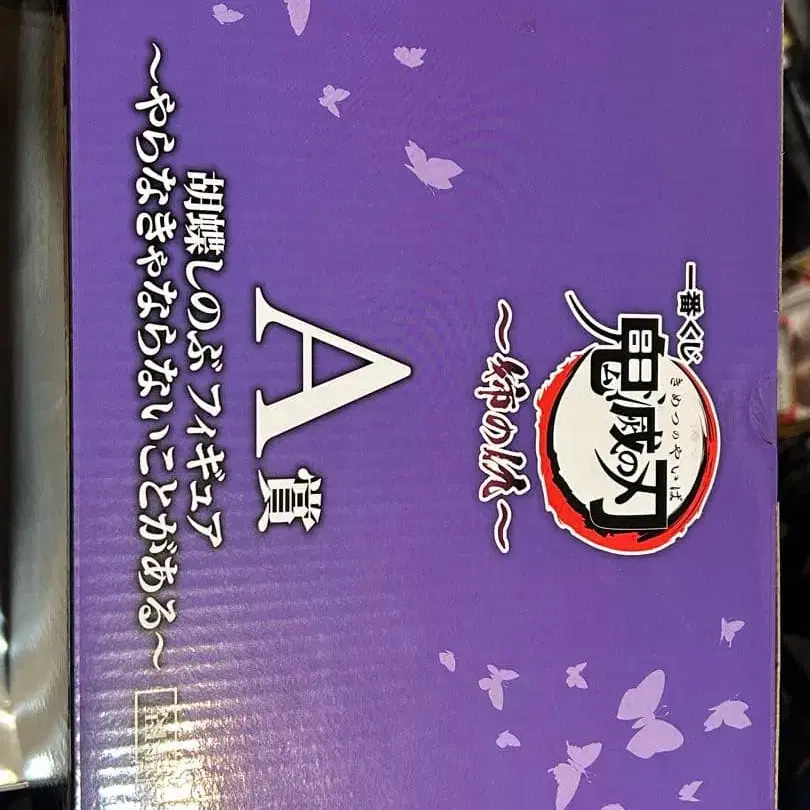 一番くじ
きめつのやいば
鬼滅の刃
〜姉の仇〜
A賞
胡蝶しのぶ フィギュア
〜やらなきゃならないことがある〜